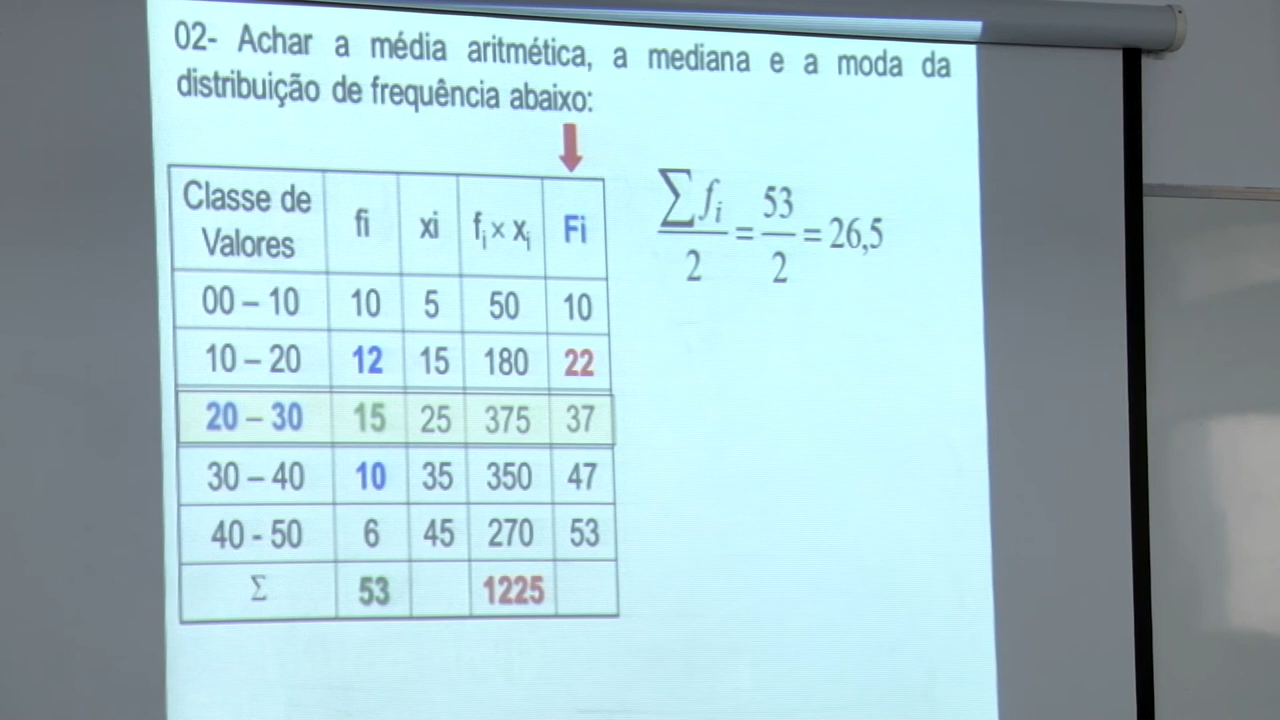 02- Achar a média aritmética, a mediana e a moda da
distribuição de frequência abaixo:
Classe de Valores fi xi fi × xi Fi
00 – 10 10 5 50 10
10 – 20 12 15 180 22
20 – 30 15 25 375 37
30 – 40 10 35 350 47
40 - 50 6 45 270 53
Σ 53 1225
∑fi / 2 = 53 / 2 = 26,5